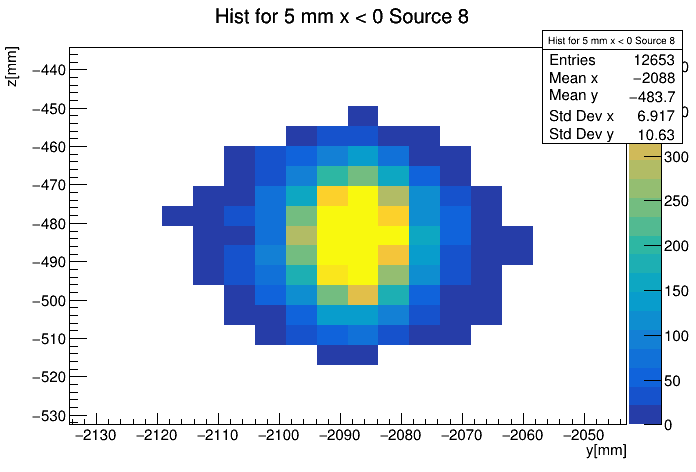 Hist for 5 mm x < 0 Source 8
z[mm]
Hist for 5 mm x < 0 Source 8
Entries 12653
Mean x −2088
Mean y −483.7
Std Dev x 6.917
Std Dev y 10.63
−440
−450
−460
−470
−480
−490
−500
−510
−520
−530
300
250
200
150
100
50
0
−2130 −2120 −2110 −2100 −2090 −2080 −2070 −2060 −2050
y[mm]